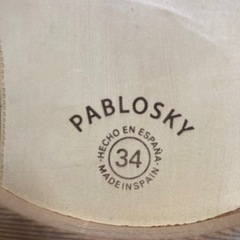 PABLOSKY
·HECHO EN ESPAÑA·
34
MADE IN SPAIN